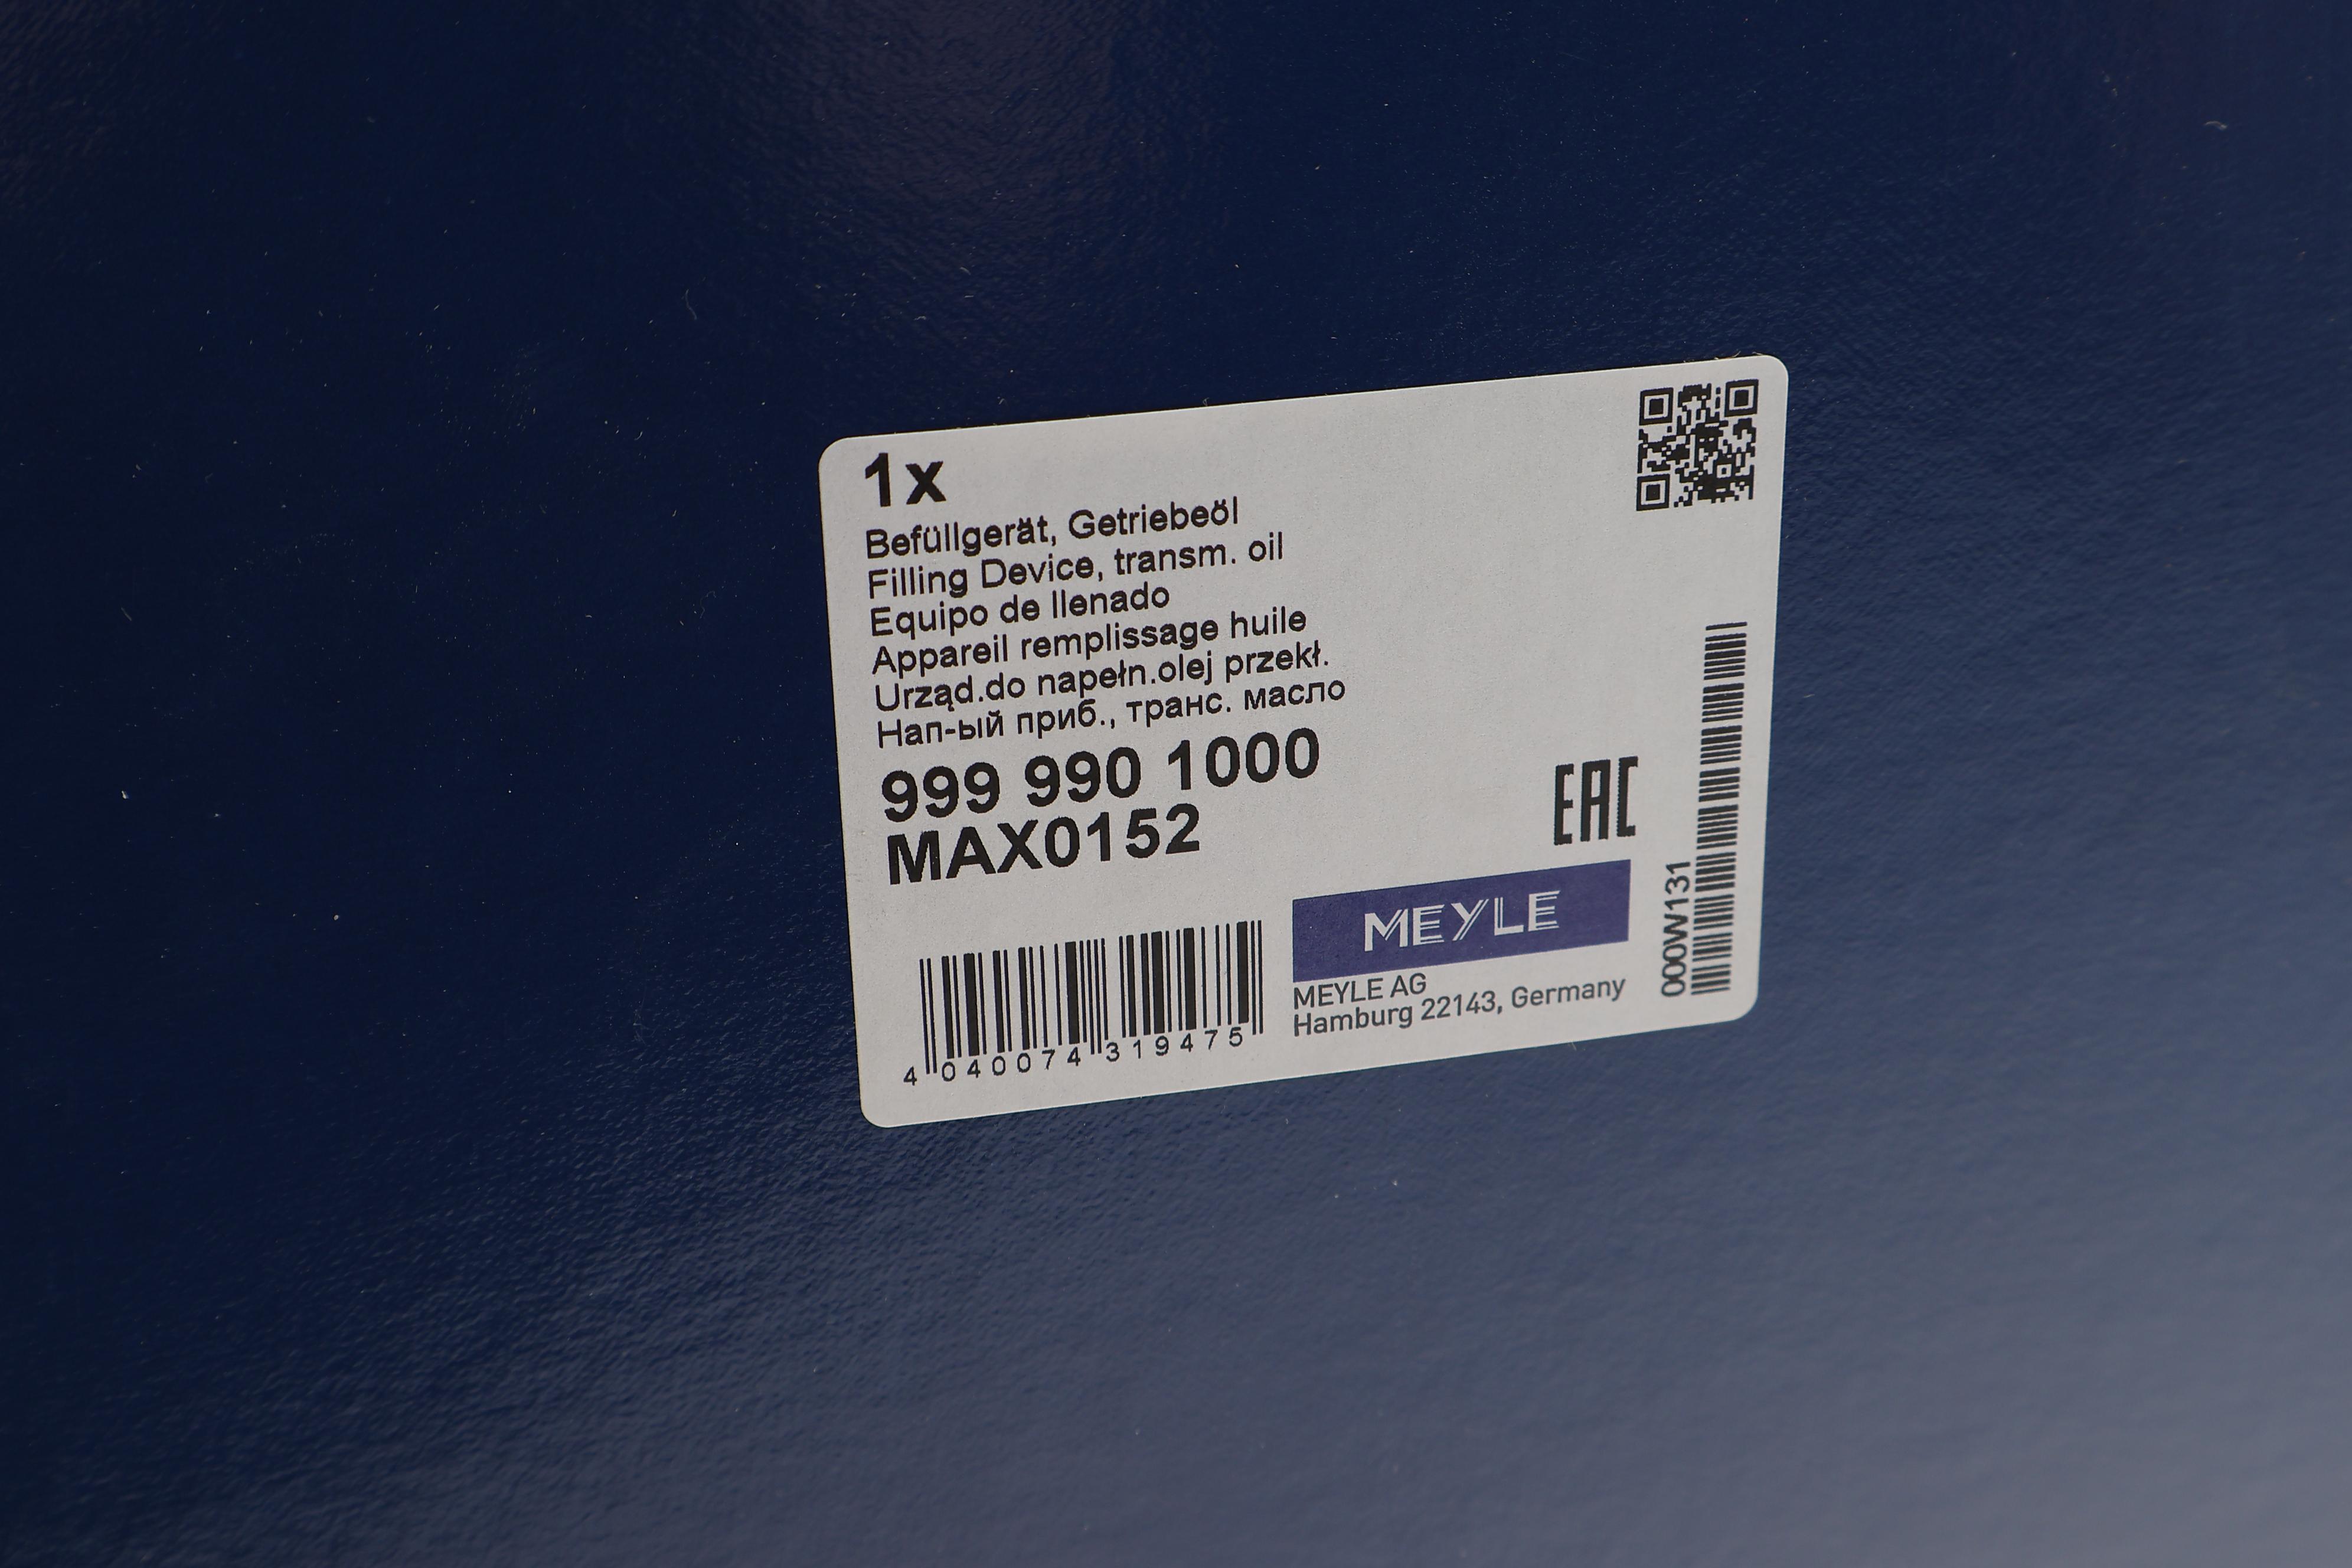 1x
Befüllgerät, Getriebeöl
Filling Device, transm. oil
Equipo de llenado
Appareil remplissage huile
Urząd.do napełn.olej przekł.
Нап-ый приб., транс. масло
999 990 1000
MAX0152
EAC
MEYLE
MEYLE AG
Hamburg 22143, Germany
4 040074 319475
000W131